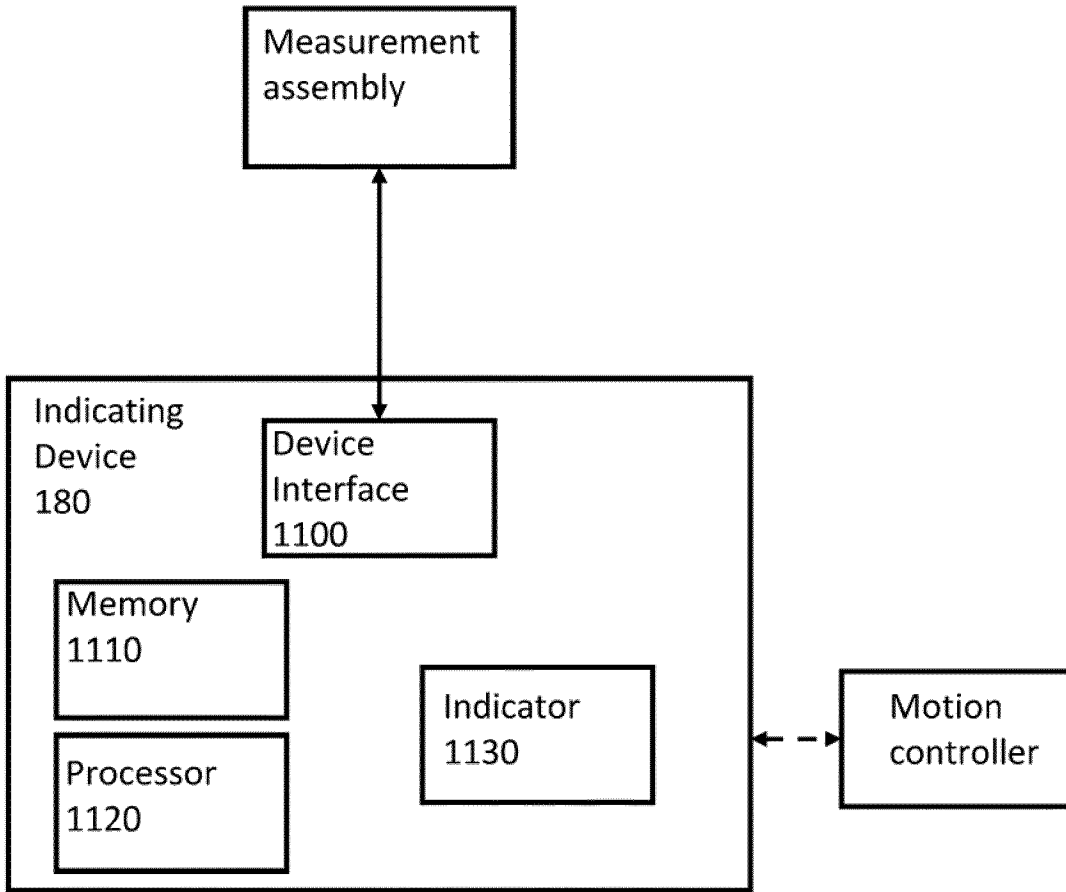 Measurement
assembly
Indicating
Device
180
Device
Interface
1100
Memory
1110
Processor
1120
Indicator
1130
Motion
controller